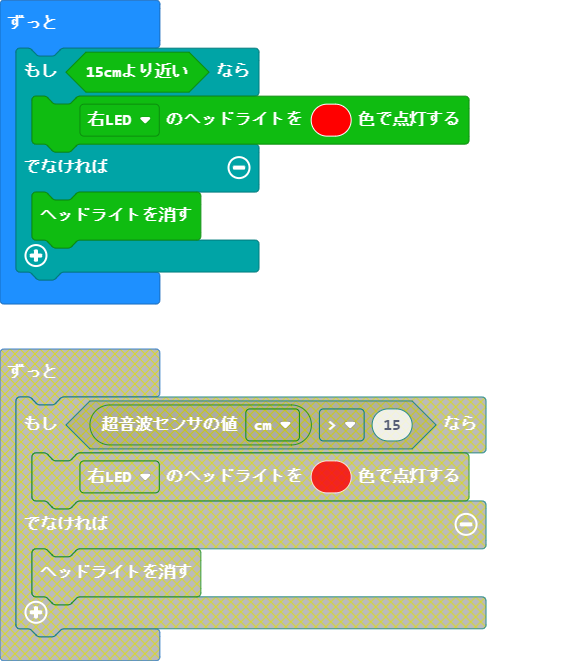 ずっと
もし 15cmより近い なら
右LED のヘッドライトを 色で点灯する
でなければ
ヘッドライトを消す
ずっと
もし 超音波センサの値 cm > 15 なら
右LED のヘッドライトを 色で点灯する
でなければ
ヘッドライトを消す